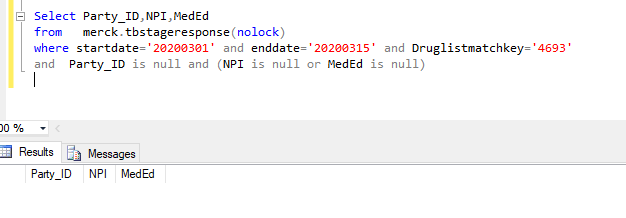 Select Party_ID,NPI,MedEd
from merck.tbstageresponse(nolock)
where startdate='20200301' and enddate='20200315' and Druglistmatchkey='4693'
and Party_ID is null and (NPI is null or MedEd is null)
00 %
Results Messages
Party_ID NPI MedEd